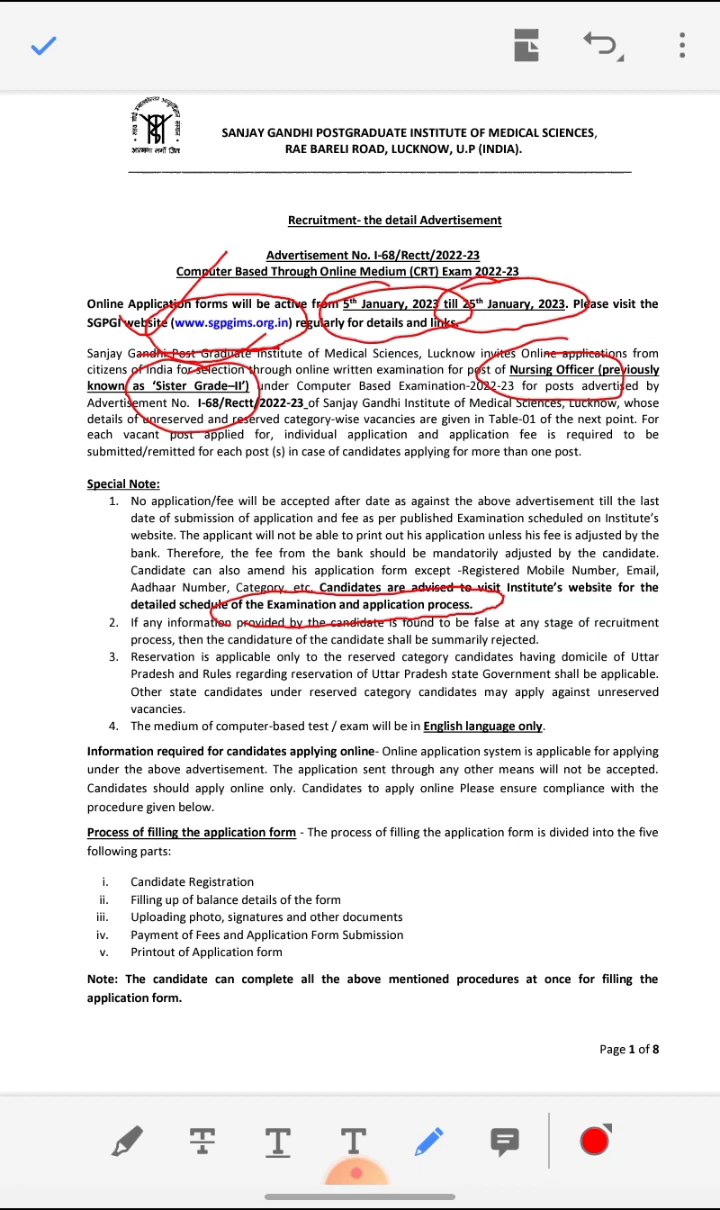 SANJAY GANDHI POSTGRADUATE INSTITUTE OF MEDICAL SCIENCES,
RAE BARELI ROAD, LUCKNOW, U.P (INDIA).
Recruitment- the detail Advertisement
Advertisement No. I-68/Rectt/2022-23
Computer Based Through Online Medium (CRT) Exam 2022-23
Online Application forms will be active from 5th January, 2023 till 25th January, 2023. Please visit the
SGPGI website (www.sgpgims.org.in) regularly for details and links.
Sanjay Gandhi Post Graduate Institute of Medical Sciences, Lucknow invites Online applications from
citizens of India for selection through online written examination for post of Nursing Officer (previously
known as ‘Sister Grade–II’) under Computer Based Examination-2022-23 for posts advertised by
Advertisement No. I-68/Rectt/2022-23 of Sanjay Gandhi Institute of Medical Sciences, Lucknow, whose
details of unreserved and reserved category-wise vacancies are given in Table-01 of the next point. For
each vacant post applied for, individual application and application fee is required to be
submitted/remitted for each post (s) in case of candidates applying for more than one post.
Special Note:
1. No application/fee will be accepted after date as against the above advertisement till the last
date of submission of application and fee as per published Examination scheduled on Institute’s
website. The applicant will not be able to print out his application unless his fee is adjusted by the
bank. Therefore, the fee from the bank should be mandatorily adjusted by the candidate.
Candidate can also amend his application form except -Registered Mobile Number, Email,
Aadhaar Number, Category, etc. Candidates are advised to visit Institute’s website for the
detailed schedule of the Examination and application process.
2. If any information provided by the candidate is found to be false at any stage of recruitment
process, then the candidature of the candidate shall be summarily rejected.
3. Reservation is applicable only to the reserved category candidates having domicile of Uttar
Pradesh and Rules regarding reservation of Uttar Pradesh state Government shall be applicable.
Other state candidates under reserved category candidates may apply against unreserved
vacancies.
4. The medium of computer-based test / exam will be in English language only.
Information required for candidates applying online- Online application system is applicable for applying
under the above advertisement. The application sent through any other means will not be accepted.
Candidates should apply online only. Candidates to apply online Please ensure compliance with the
procedure given below.
Process of filling the application form - The process of filling the application form is divided into the five
following parts:
i. Candidate Registration
ii. Filling up of balance details of the form
iii. Uploading photo, signatures and other documents
iv. Payment of Fees and Application Form Submission
v. Printout of Application form
Note: The candidate can complete all the above mentioned procedures at once for filling the
application form.
Page 1 of 8